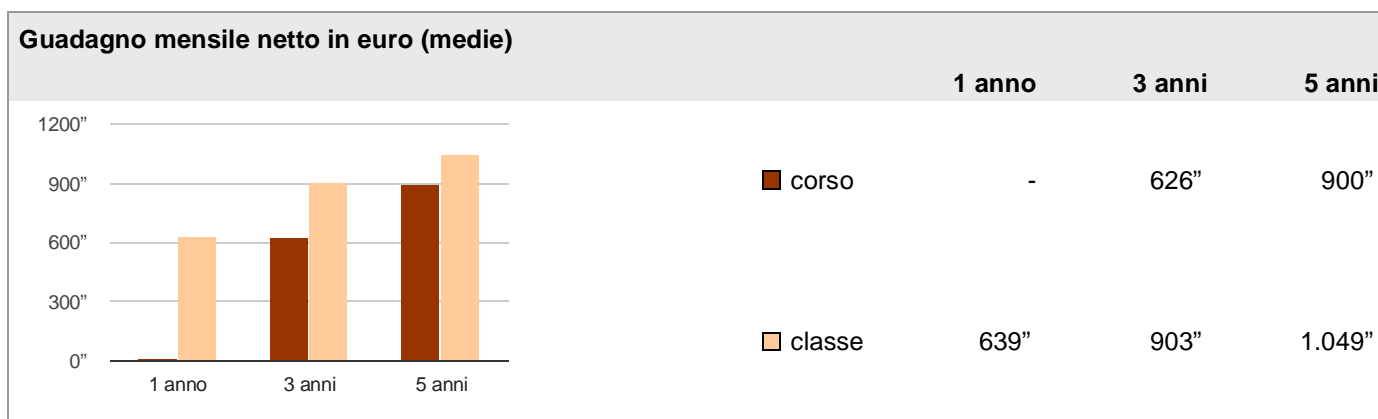 Guadagno mensile netto in euro (medie)
1 anno 3 anni 5 anni
1200”
900”
600”
300”
0”
1 anno 3 anni 5 anni
corso - 626” 900”
classe 639” 903” 1.049”